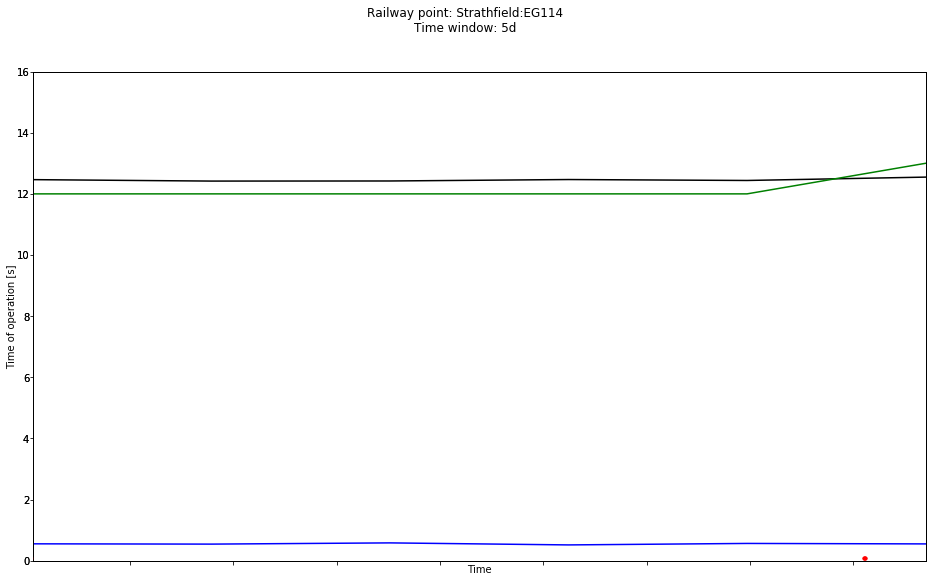 Railway point: Strathfield:EG114
Time window: 5d
16
14
12
10
8
6
4
2
0
Time of operation [s]
Time